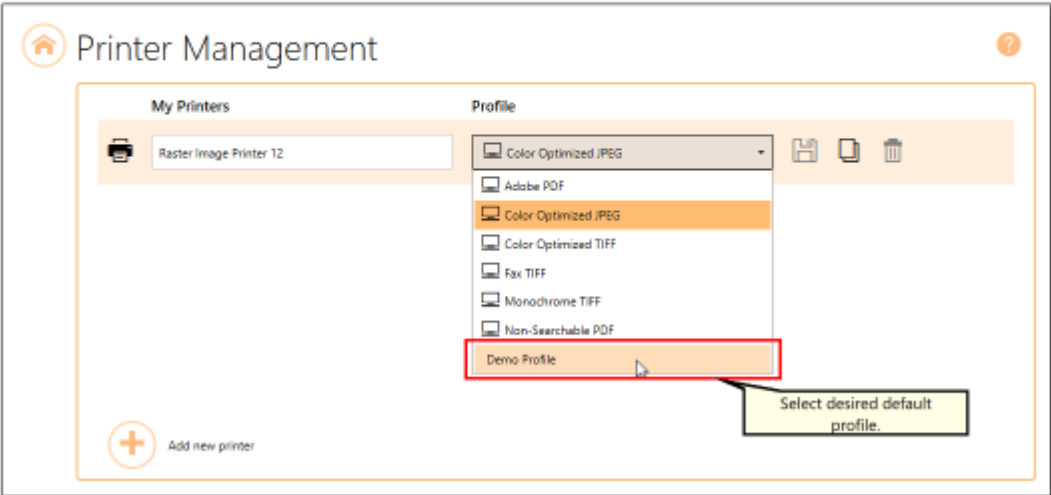 Printer Management
?
My Printers Profile
Raster Image Printer 12
Color Optimized JPEG
Adobe PDF
Color Optimized JPEG
Color Optimized TIFF
Fax TIFF
Monochrome TIFF
Non-Searchable PDF
Demo Profile
Select desired default
profile.
Add new printer